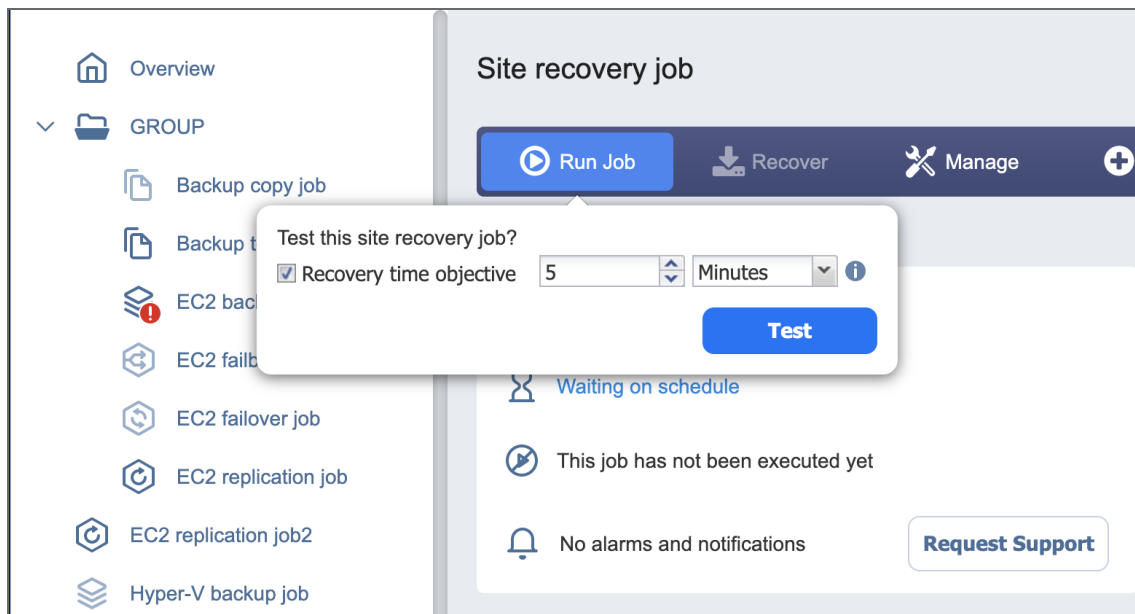 Overview
GROUP
Backup copy job
Backup t
EC2 bac
EC2 failb
EC2 failover job
EC2 replication job
EC2 replication job2
Hyper-V backup job
Site recovery job
Run Job
Recover
Manage
Test this site recovery job?
Recovery time objective 5 Minutes
Test
Waiting on schedule
This job has not been executed yet
No alarms and notifications
Request Support